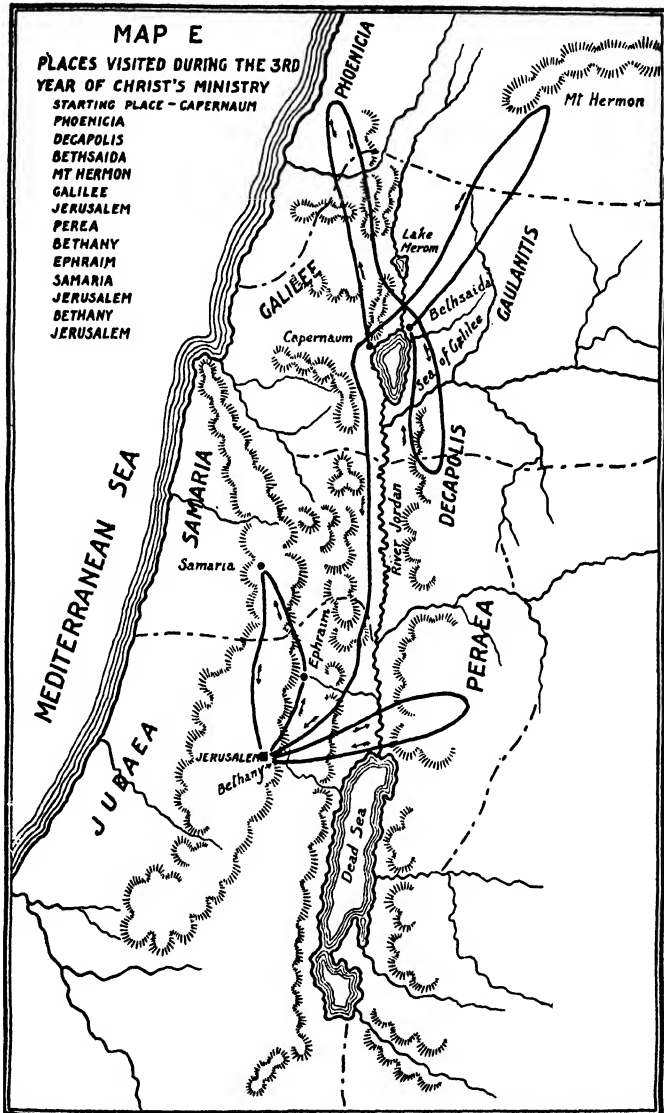 MAP E
PLACES VISITED DURING THE 3RD
YEAR OF CHRIST'S MINISTRY
STARTING PLACE - CAPERNAUM
PHOENICIA
DECAPOLIS
BETHSAIDA
MT HERMON
GALILEE
JERUSALEM
PEREA
BETHANY
EPHRAIM
SAMARIA
JERUSALEM
BETHANY
JERUSALEM
PHOENICIA
Mt Hermon
Lake
Merom
GALILEE
GAULANITIS
Bethsaida
Capernaum
Sea of Galilee
DECAPOLIS
MEDITERRANEAN SEA
SAMARIA
River Jordan
Samaria
Ephraim
PERAEA
JERUSALEM
Bethany
JUDAEA
Dead Sea